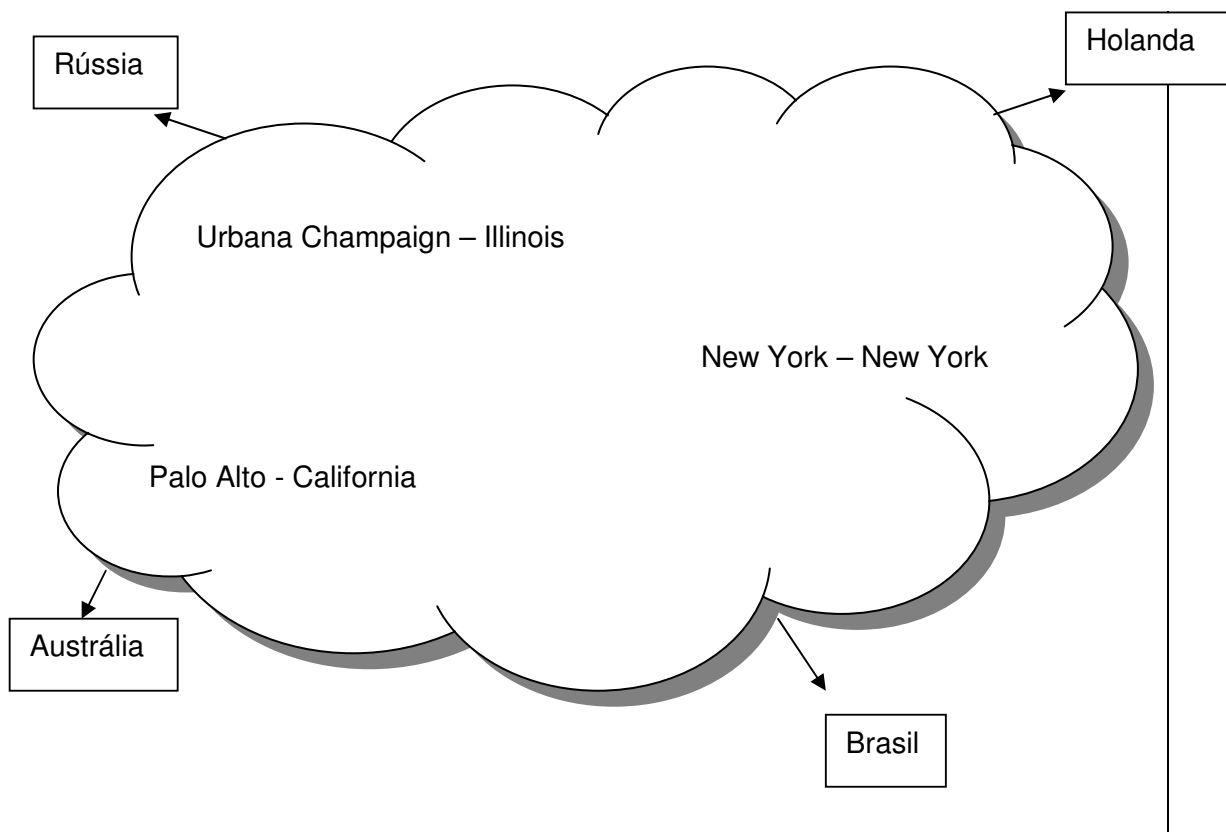 Holanda
Rússia
Urbana Champaign – Illinois
New York – New York
Palo Alto - California
Austrália
Brasil